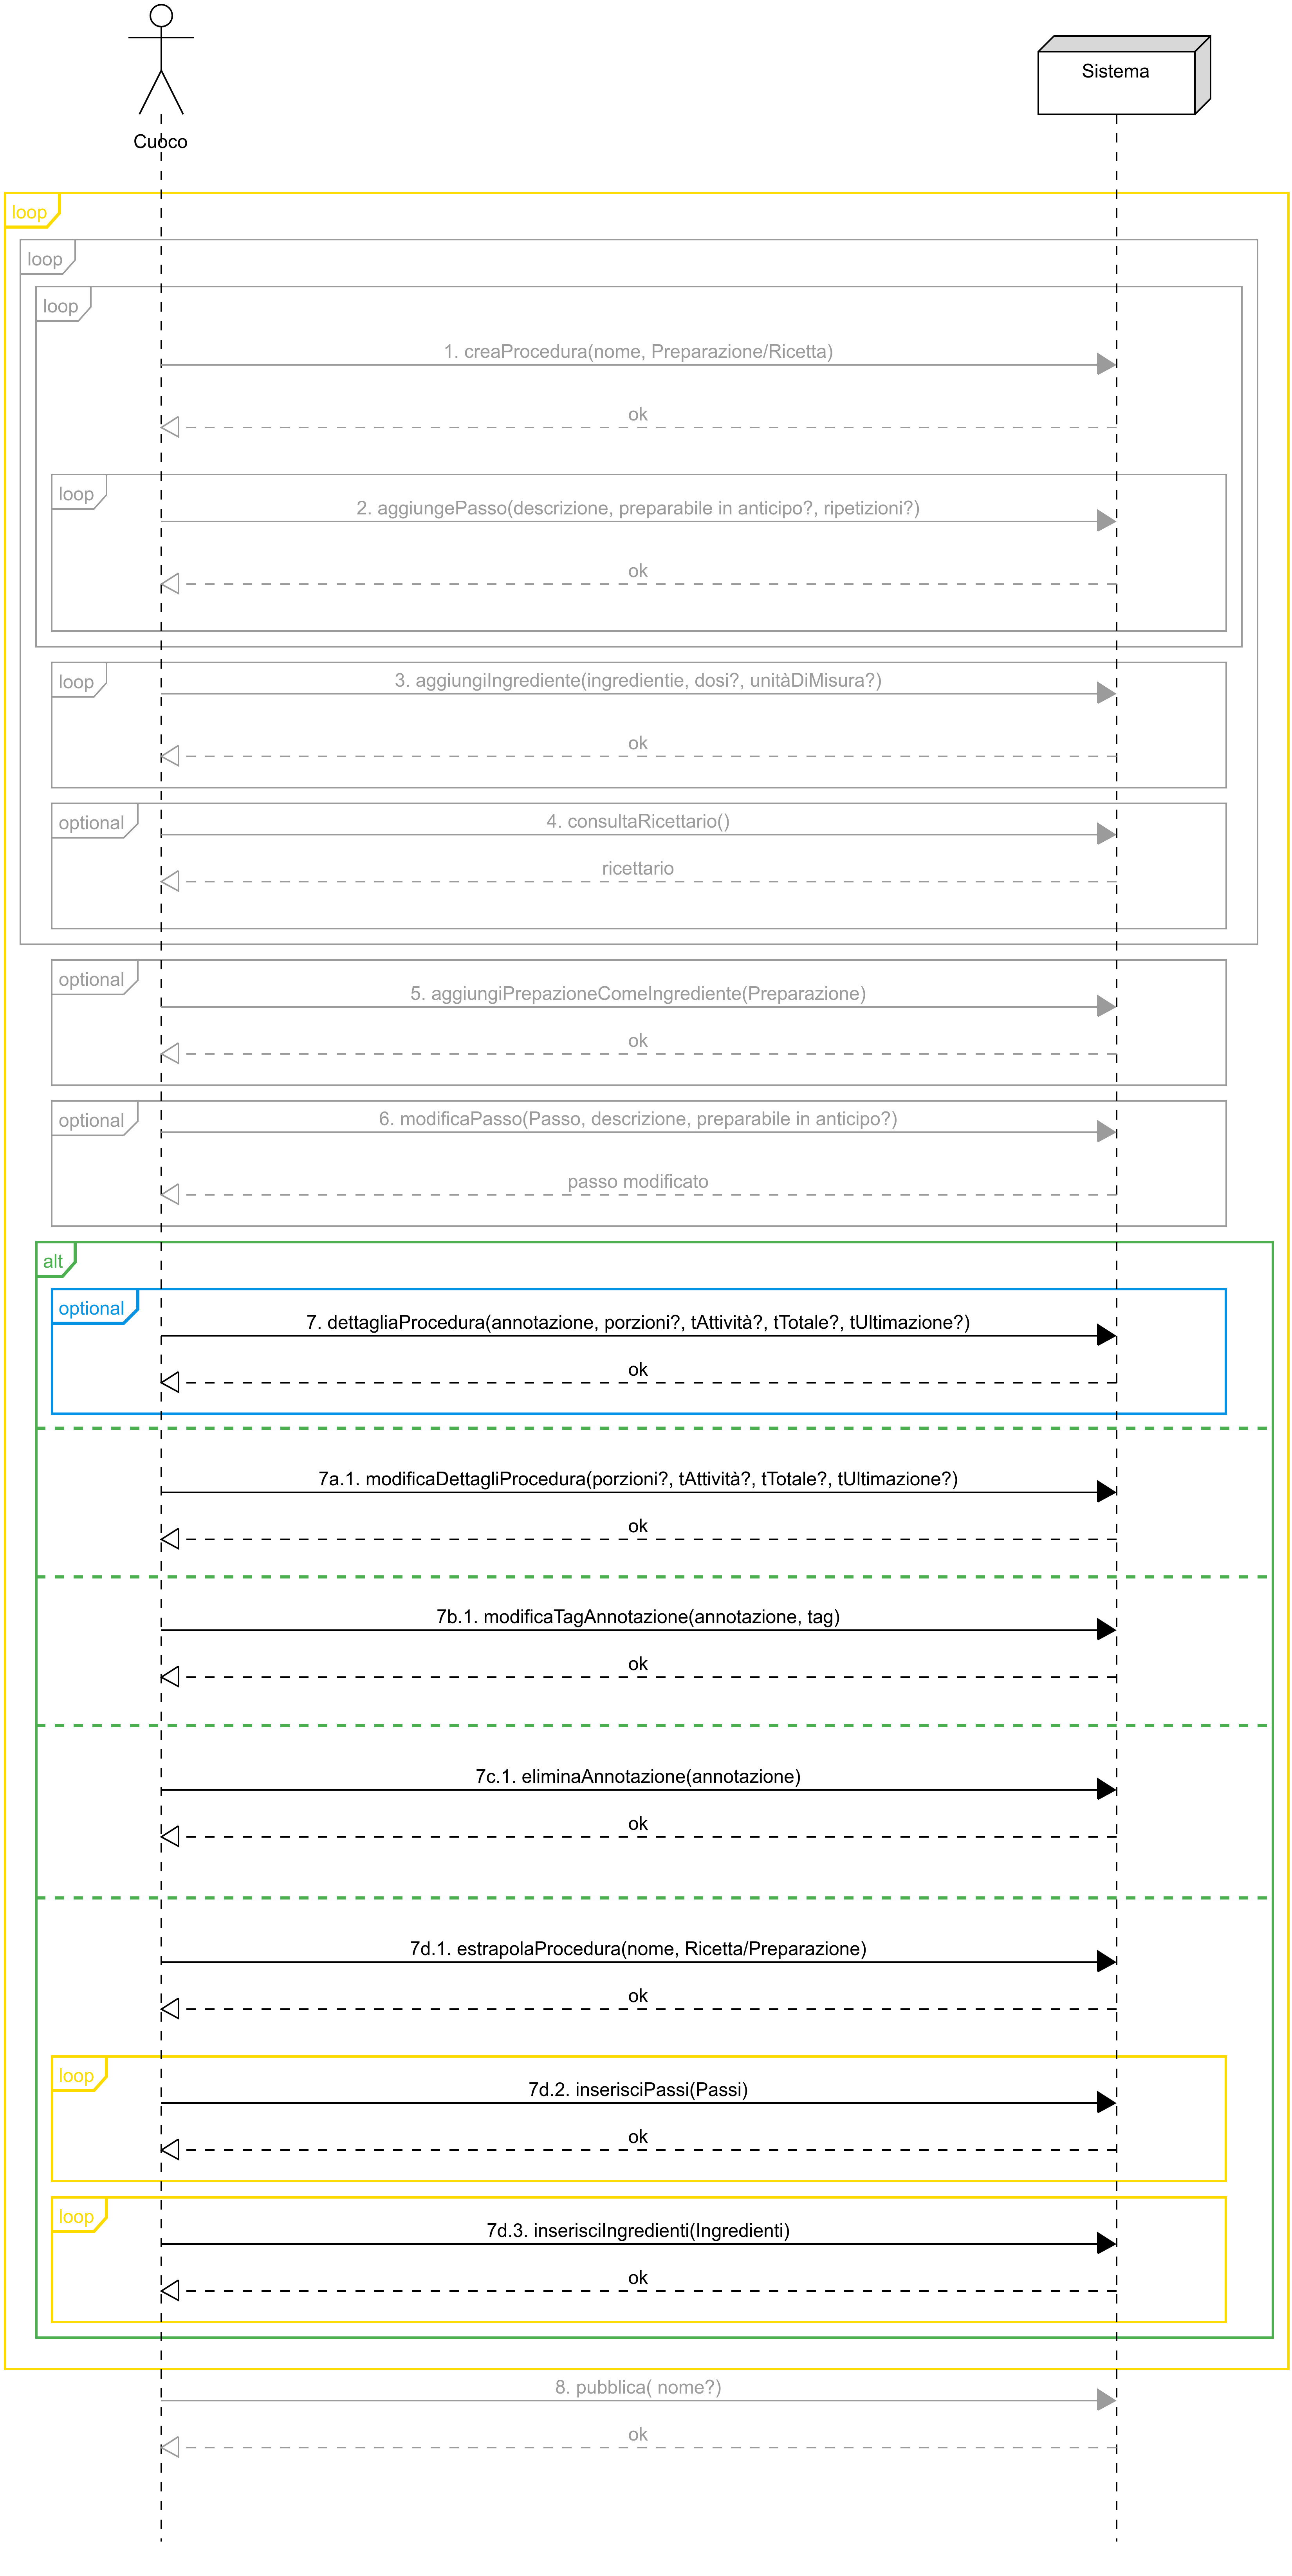 Cuoco
Sistema
loop
loop
loop
1. creaProcedura(nome, Preparazione/Ricetta)
ok
loop
2. aggiungePasso(descrizione, preparabile in anticipo?, ripetizioni?)
ok
loop
3. aggiungiIngrediente(ingredientie, dosi?, unitàDiMisura?)
ok
optional
4. consultaRicettario()
ricettario
optional
5. aggiungiPrepazioneComeIngrediente(Preparazione)
ok
optional
6. modificaPasso(Passo, descrizione, preparabile in anticipo?)
passo modificato
alt
optional
7. dettagliaProcedura(annotazione, porzioni?, tAttività?, tTotale?, tUltimazione?)
ok
7a.1. modificaDettagliProcedura(porzioni?, tAttività?, tTotale?, tUltimazione?)
ok
7b.1. modificaTagAnnotazione(annotazione, tag)
ok
7c.1. eliminaAnnotazione(annotazione)
ok
7d.1. estrapolaProcedura(nome, Ricetta/Preparazione)
ok
loop
7d.2. inserisciPassi(Passi)
ok
loop
7d.3. inserisciIngredienti(Ingredienti)
ok
8. pubblica( nome?)
ok